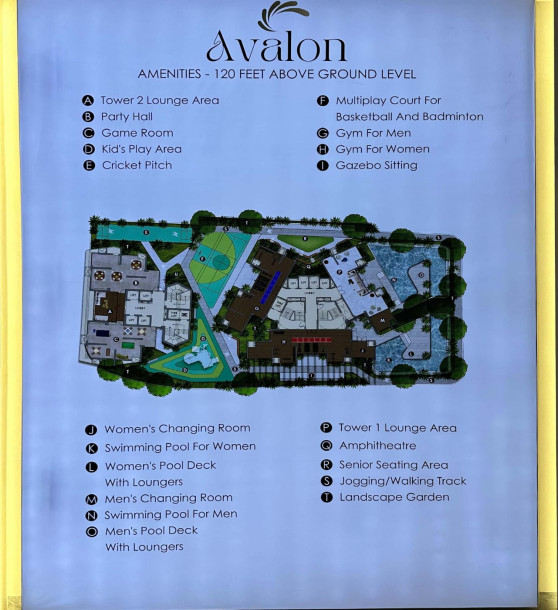 Avalon
AMENITIES - 120 FEET ABOVE GROUND LEVEL
A Tower 2 Lounge Area
B Party Hall
C Game Room
D Kid's Play Area
E Cricket Pitch
F Multiplay Court For
Basketball And Badminton
G Gym For Men
H Gym For Women
I Gazebo Sitting
J Women's Changing Room
K Swimming Pool For Women
L Women's Pool Deck
With Loungers
M Men's Changing Room
N Swimming Pool For Men
O Men's Pool Deck
With Loungers
P Tower 1 Lounge Area
Q Amphitheatre
R Senior Seating Area
S Jogging/Walking Track
T Landscape Garden